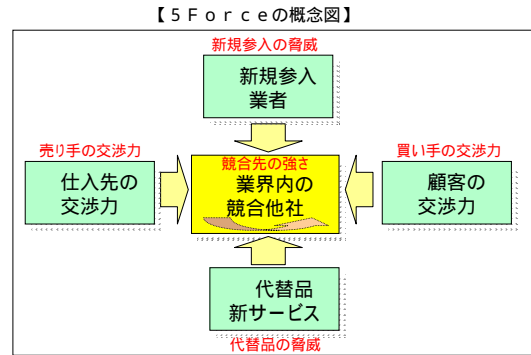 【５Ｆｏｒｃｅの概念図】
新規参入の脅威
新規参入
業者
売り手の交渉力
仕入先の
交渉力
競合先の強さ
業界内の
競合他社
買い手の交渉力
顧客の
交渉力
代替品
新サービス
代替品の脅威